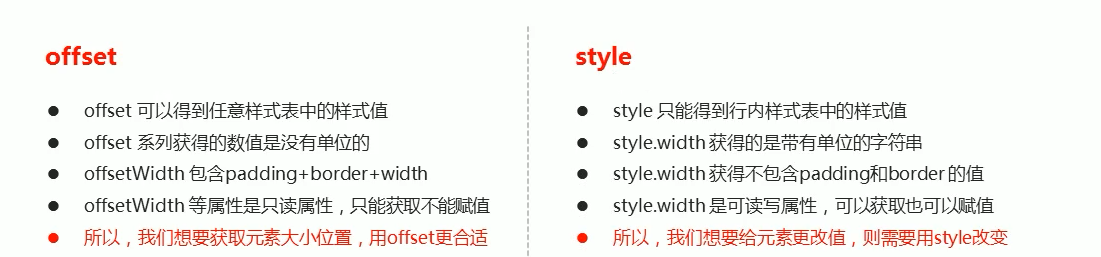 offset
● offset 可以得到任意样式表中的样式值
● offset 系列获得的数值是没有单位的
● offsetWidth 包含padding+border+width
● offsetWidth 等属性是只读属性，只能获取不能赋值
● 所以，我们想要获取元素大小位置，用offset更合适
style
● style 只能得到行内样式表中的样式值
● style.width 获得的是带有单位的字符串
● style.width 获得不包含padding和border 的值
● style.width 是可读写属性，可以获取也可以赋值
● 所以，我们想要给元素更改值，则需要用style改变